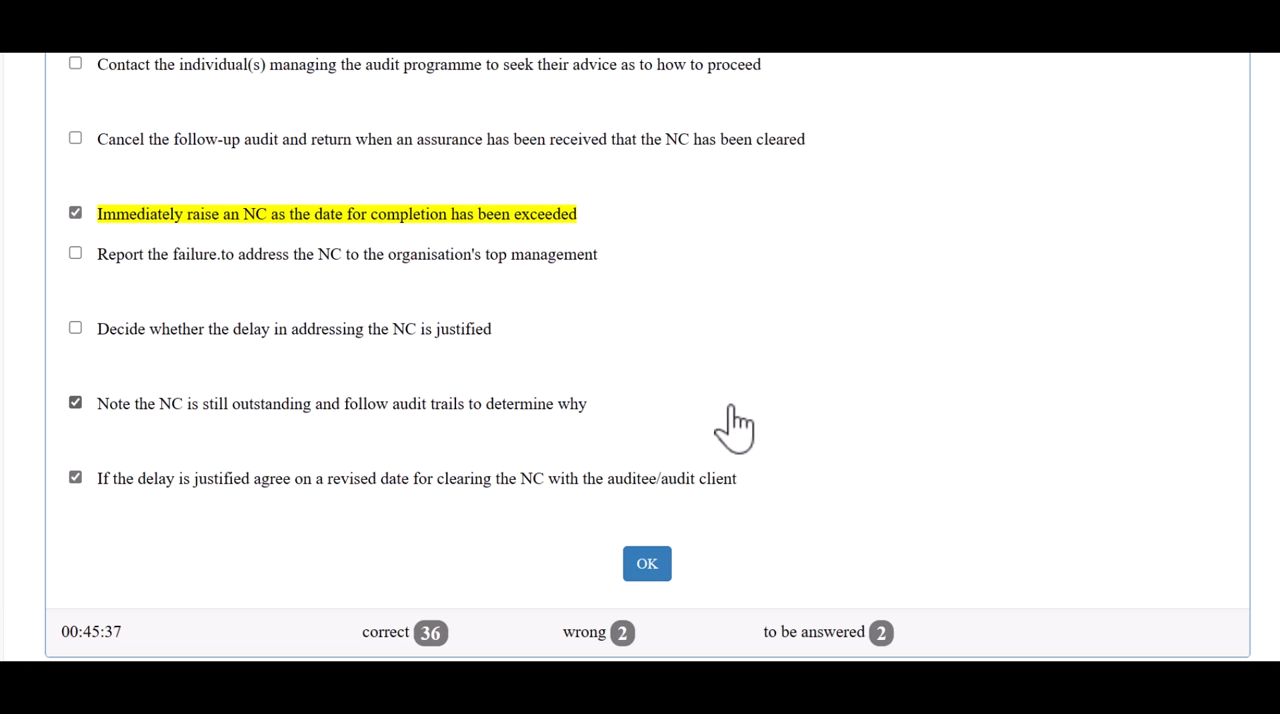 Contact the individual(s) managing the audit programme to seek their advice as to how to proceed
Cancel the follow-up audit and return when an assurance has been received that the NC has been cleared
Immediately raise an NC as the date for completion has been exceeded
Report the failure.to address the NC to the organisation's top management
Decide whether the delay in addressing the NC is justified
Note the NC is still outstanding and follow audit trails to determine why
If the delay is justified agree on a revised date for clearing the NC with the auditee/audit client
OK
00:45:37 correct 36 wrong 2 to be answered 2